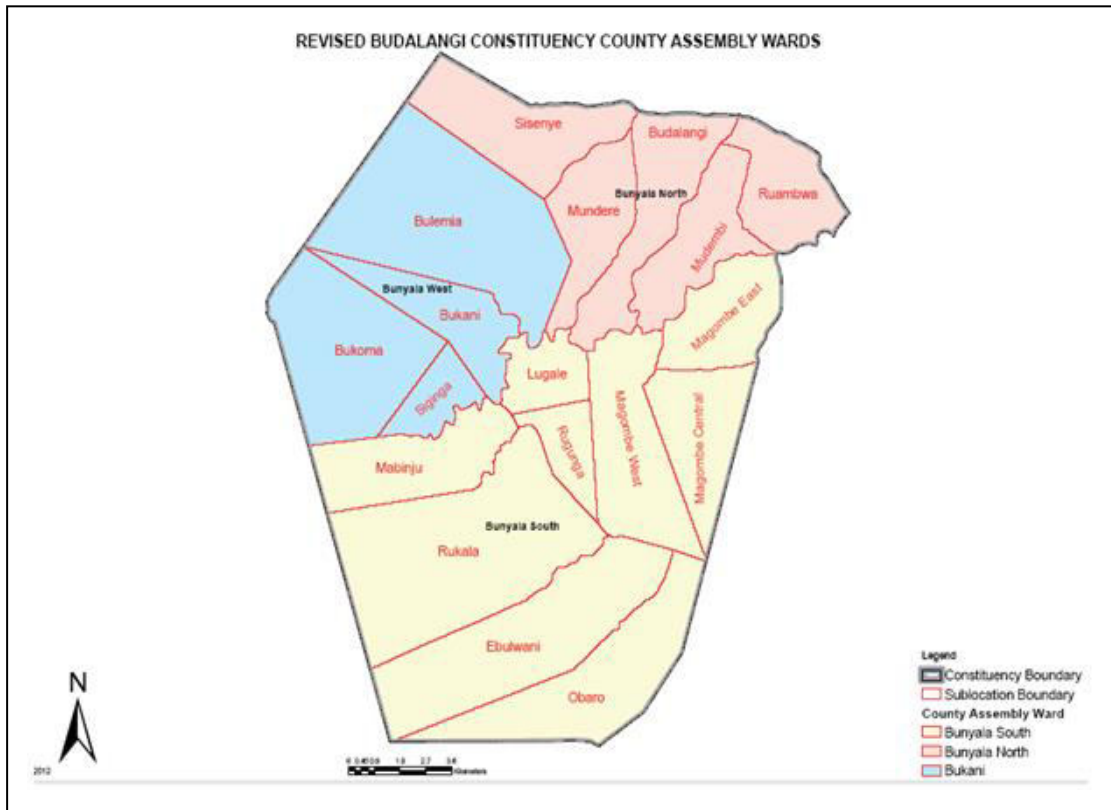 REVISED BUDALANGI CONSTITUENCY COUNTY ASSEMBLY WARDS
Sisenye
Budalangi
Bunyala North
Ruambwa
Mundere
Bulemia
Mudembi
Bunyala West
Magombe East
Bukani
Bukoma
Lugale
Siginga
Magombe West
Magombe Central
Rugunga
Mabinju
Bunyala South
Rukala
Ebulwani
Obaro
N
Legend
Constituency Boundary
Sublocation Boundary
County Assembly Ward
Bunyala South
Bunyala North
Bukani
2012
Kilometers